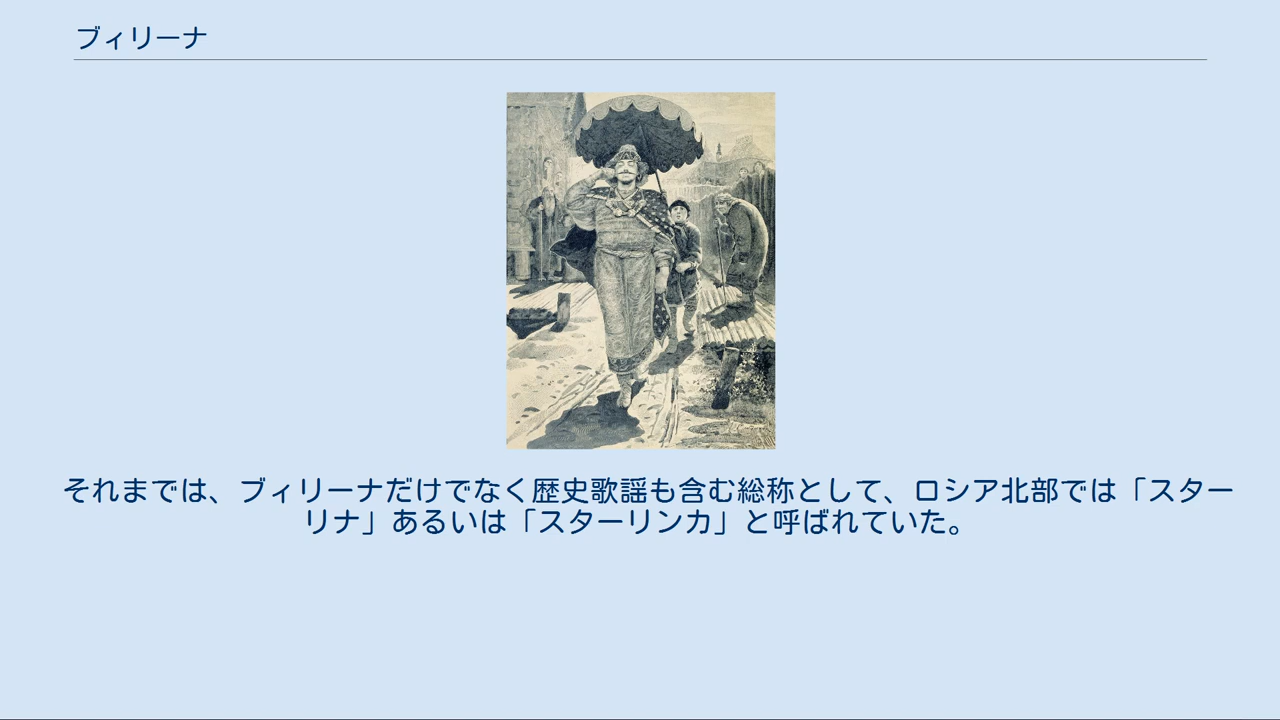 ブィリーナ
それまでは、ブィリーナだけでなく歴史歌謡も含む総称として、ロシア北部では「スター
リナ」あるいは「スターリンカ」と呼ばれていた。